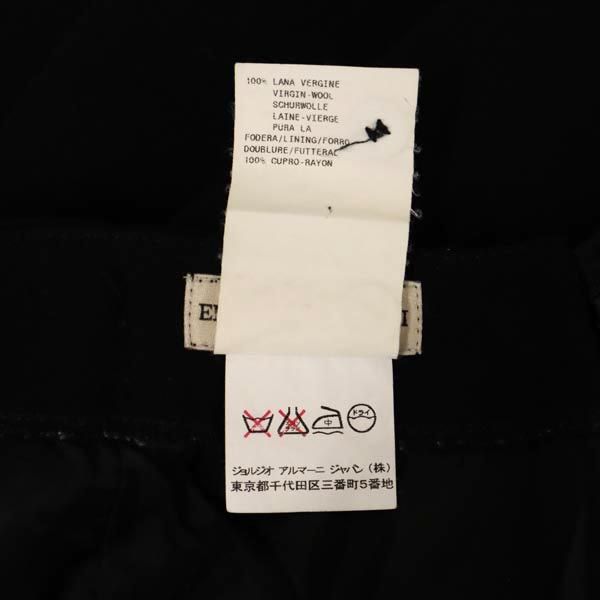 100% LANA VERGINE
VIRGIN-WOOL
SCHURWOLLE
LAINE-VIERGE
PURA LA
FODERA/LINING/FORRO
DOUBLURE/FUTTERAL
100% CUPRO-RAYON
中
ドライ
ジョルジオ アルマーニ ジャパン (株)
東京都千代田区三番町5番地